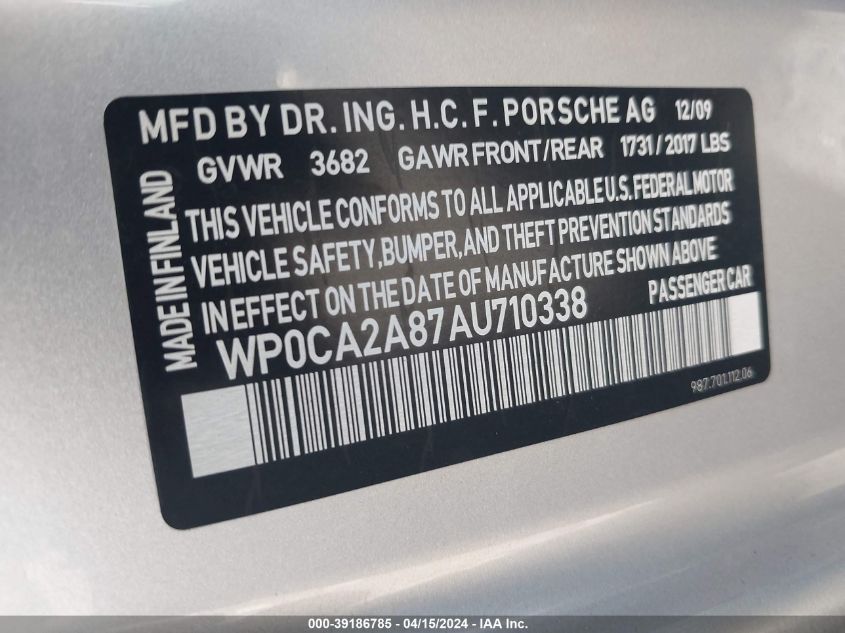 MFD BY DR. ING. H.C. F. PORSCHE AG 12/09
GVWR 3682 GAWR FRONT/REAR 1731/2017 LBS
MADE IN FINLAND
THIS VEHICLE CONFORMS TO ALL APPLICABLE U.S. FEDERAL MOTOR
VEHICLE SAFETY, BUMPER, AND THEFT PREVENTION STANDARDS
IN EFFECT ON THE DATE OF MANUFACTURE SHOWN ABOVE
WP0CA2A87AU710338 PASSENGER CAR
987.701.112.06
000-39186785 - 04/15/2024 - IAA Inc.